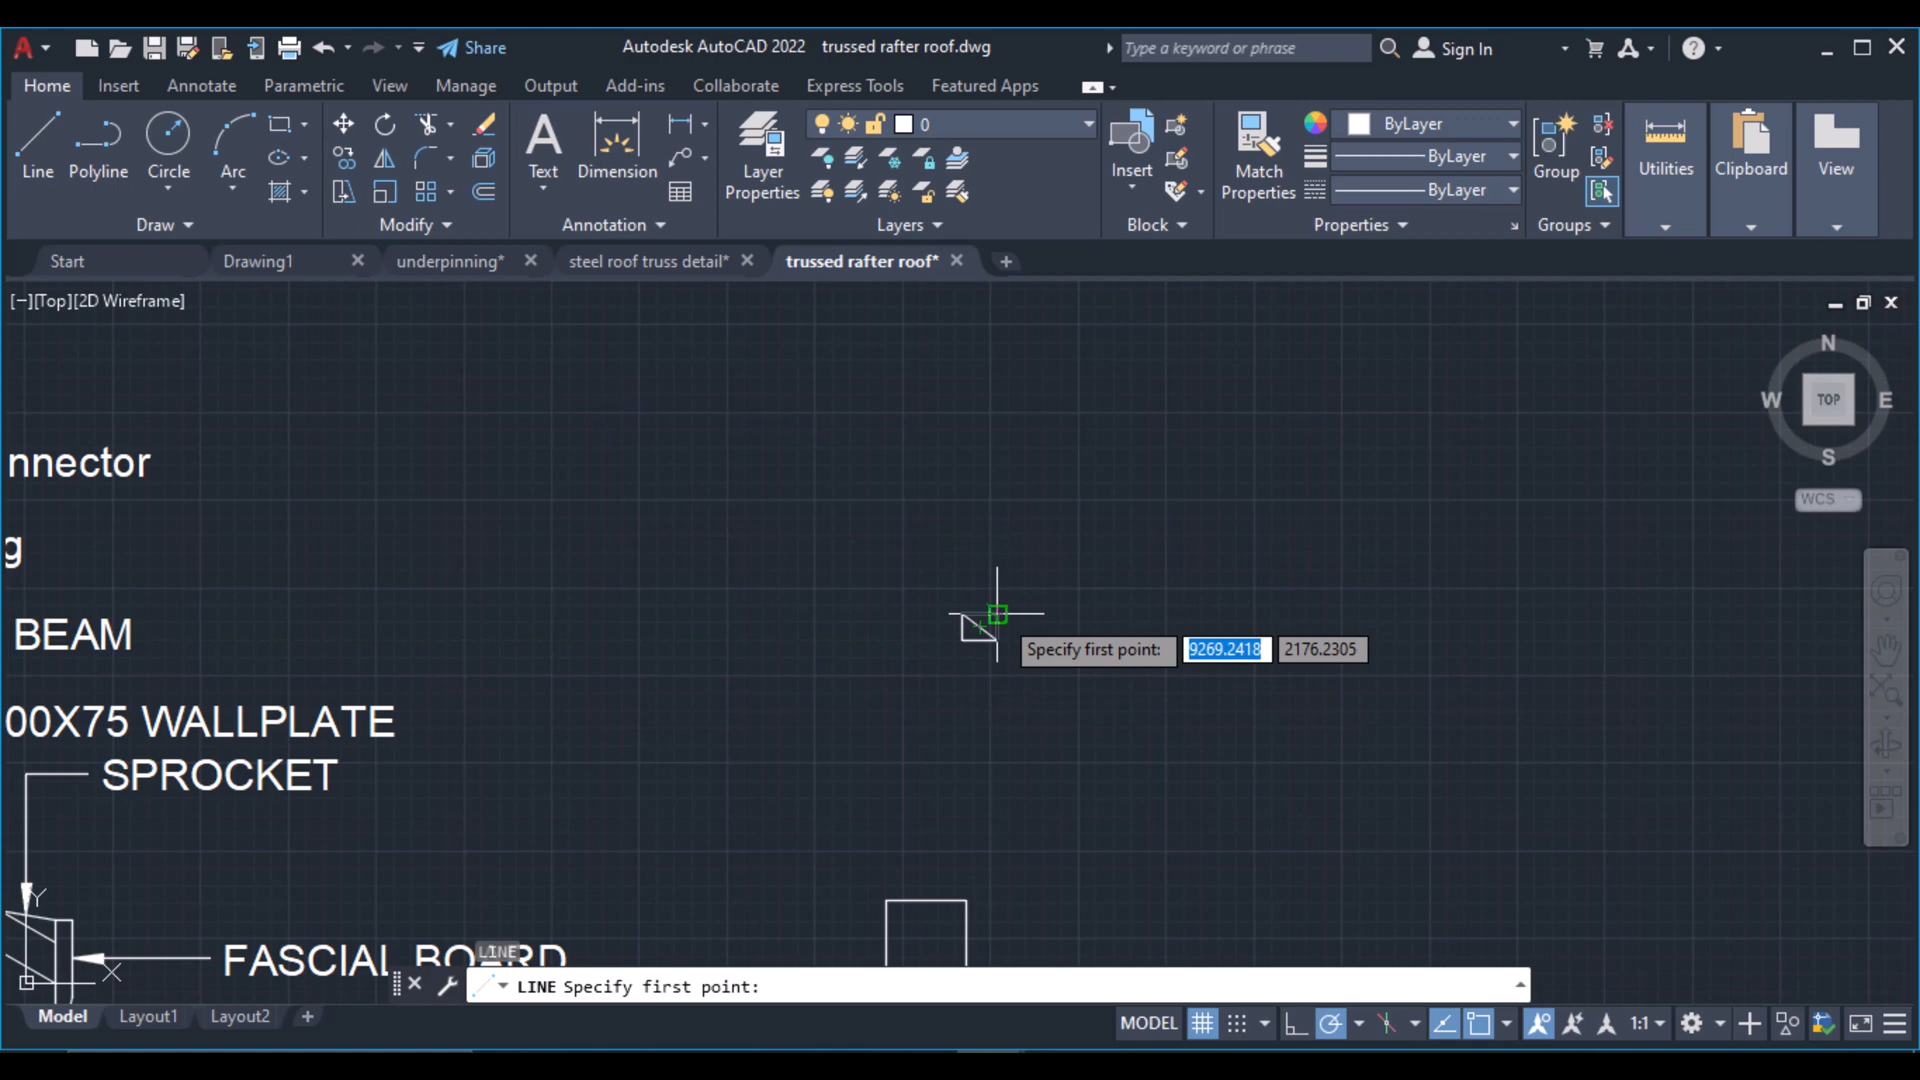 Share
Autodesk AutoCAD 2022 trussed rafter roof.dwg
Type a keyword or phrase
Sign In
Home Insert Annotate Parametric View Manage Output Add-ins Collaborate Express Tools Featured Apps
Line Polyline Circle Arc
Text Dimension
Layer Properties
0
Insert
Match Properties
ByLayer
ByLayer
ByLayer
Group
Utilities Clipboard View
Draw Modify Annotation Layers Block Properties Groups
Start Drawing1 underpinning* steel roof truss detail* trussed rafter roof*
[−][Top][2D Wireframe]
N
W TOP E
S
WCS
nnector
g
BEAM
Specify first point: 9269.2418 2176.2305
00X75 WALLPLATE
SPROCKET
Y
X
FASCIAL BOARD
LINE
LINE Specify first point:
Model Layout1 Layout2
MODEL 1:1